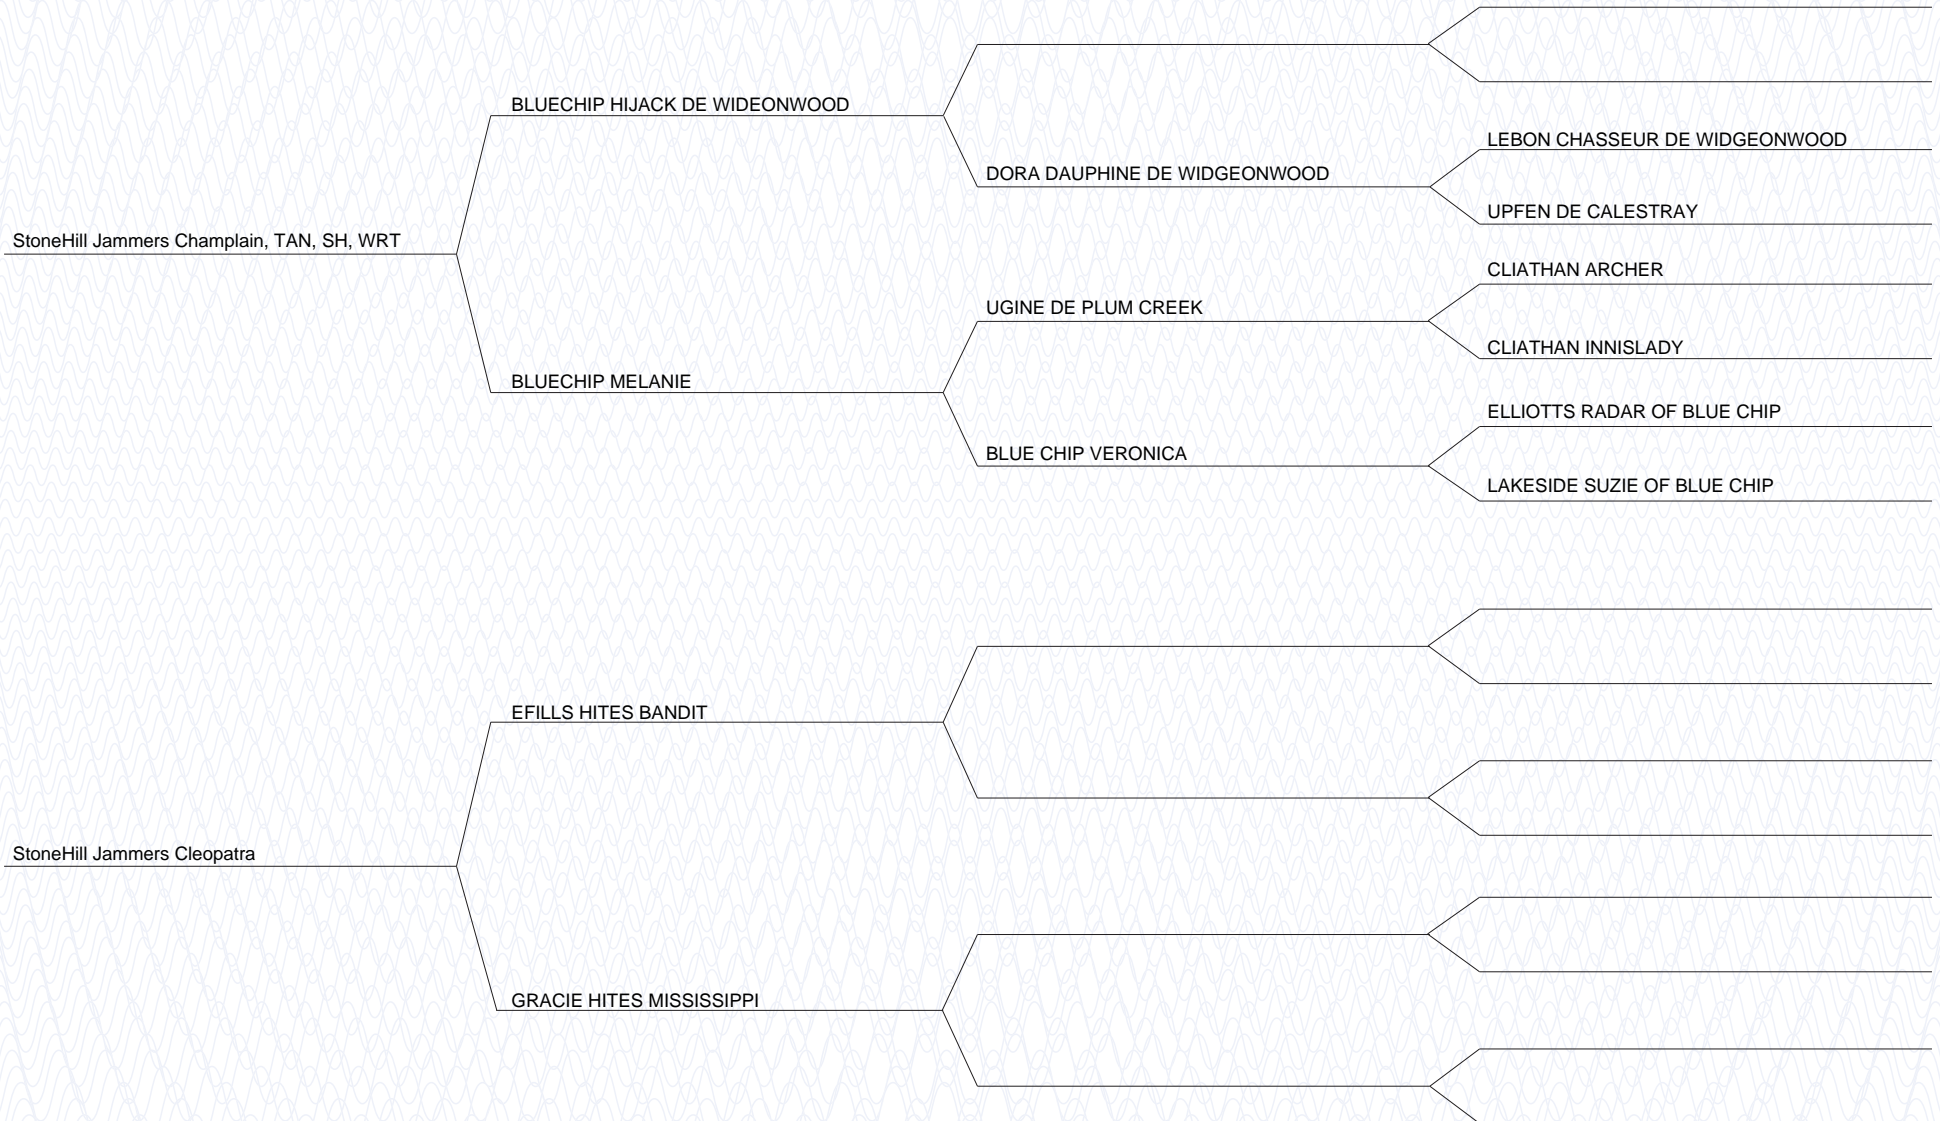 BLUECHIP HIJACK DE WIDEONWOOD
LEBON CHASSEUR DE WIDGEONWOOD
DORA DAUPHINE DE WIDGEONWOOD
UPFEN DE CALESTRAY
StoneHill Jammers Champlain, TAN, SH, WRT
CLIATHAN ARCHER
UGINE DE PLUM CREEK
CLIATHAN INNISLADY
BLUECHIP MELANIE
ELLIOTTS RADAR OF BLUE CHIP
BLUE CHIP VERONICA
LAKESIDE SUZIE OF BLUE CHIP
EFILLS HITES BANDIT
StoneHill Jammers Cleopatra
GRACIE HITES MISSISSIPPI